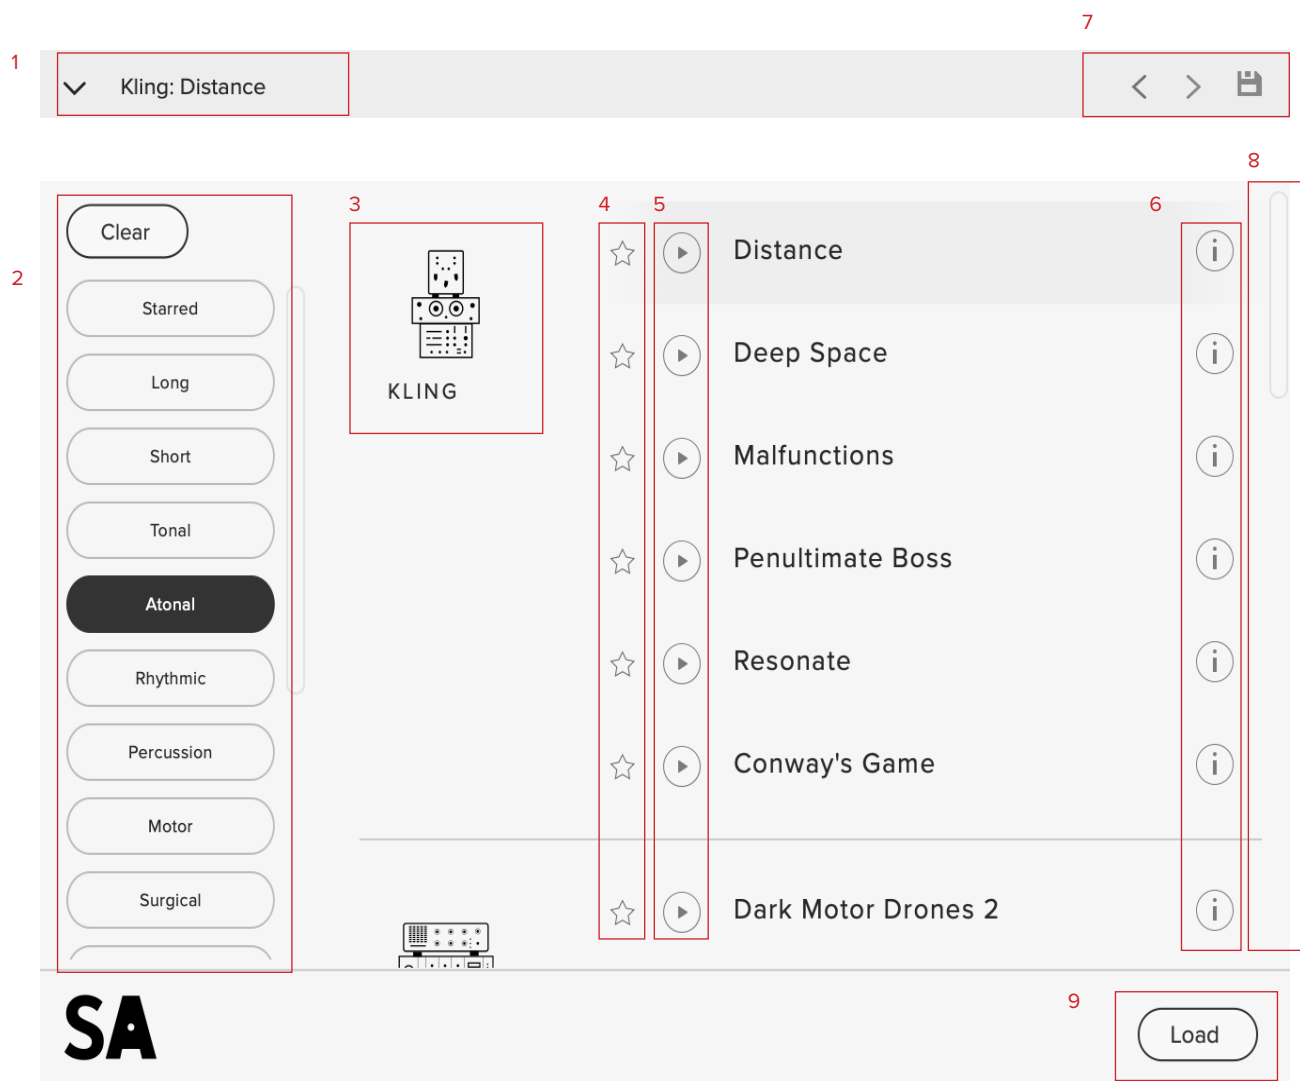 7
1
Kling: Distance
8
3
4
5
6
Clear
Distance
2
Starred
Deep Space
Long
KLING
Short
Malfunctions
Tonal
Penultimate Boss
Atonal
Resonate
Rhythmic
Percussion
Conway's Game
Motor
Surgical
Dark Motor Drones 2
9
SA
Load